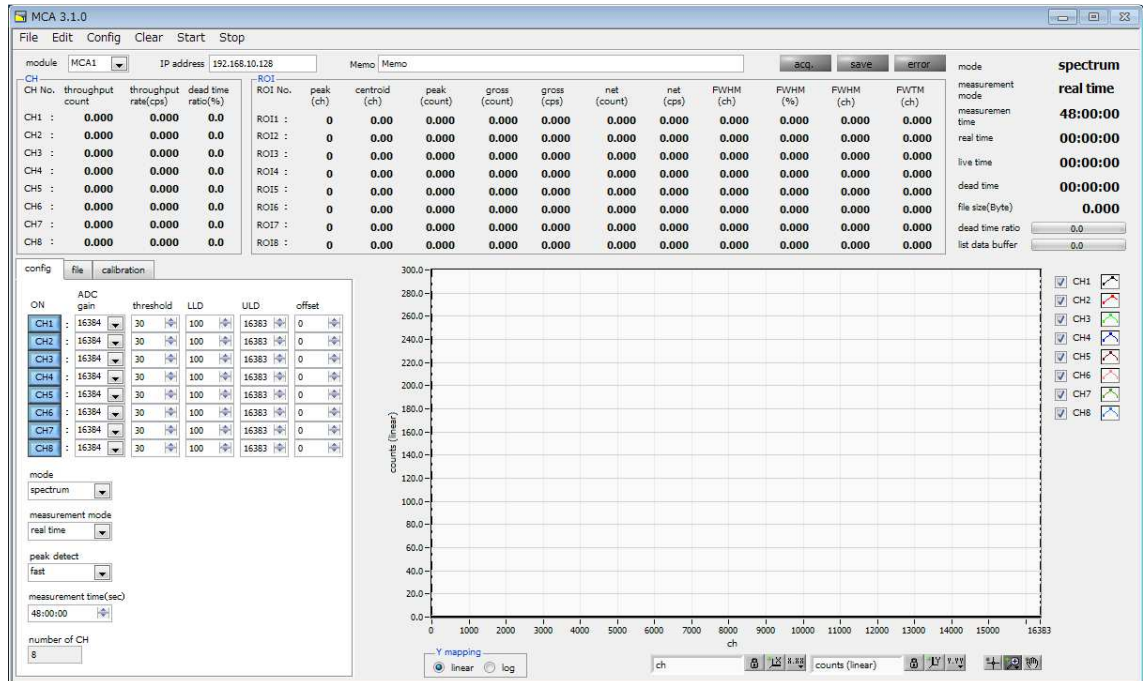 MCA 3.1.0
File Edit Config Clear Start Stop
module MCA1 IP address 192.168.10.128 Memo Memo acq. save error
mode spectrum
measurement mode real time
measuremen time 48:00:00
real time 00:00:00
live time 00:00:00
dead time 00:00:00
file size(Byte) 0.000
dead time ratio 0.0
list data buffer 0.0
CH
CH No. throughput count throughput rate(cps) dead time ratio(%)
CH1 : 0.000 0.000 0.0
CH2 : 0.000 0.000 0.0
CH3 : 0.000 0.000 0.0
CH4 : 0.000 0.000 0.0
CH5 : 0.000 0.000 0.0
CH6 : 0.000 0.000 0.0
CH7 : 0.000 0.000 0.0
CH8 : 0.000 0.000 0.0
ROI
ROI No. peak (ch) centroid (ch) peak (count) gross (count) gross (cps) net (count) net (cps) FWHM (ch) FWHM (%) FWHM (ch) FWTM (ch)
ROI1 : 0 0.00 0.000 0.000 0.000 0.000 0.000 0.000 0.000 0.000 0.000
ROI2 : 0 0.00 0.000 0.000 0.000 0.000 0.000 0.000 0.000 0.000 0.000
ROI3 : 0 0.00 0.000 0.000 0.000 0.000 0.000 0.000 0.000 0.000 0.000
ROI4 : 0 0.00 0.000 0.000 0.000 0.000 0.000 0.000 0.000 0.000 0.000
ROI5 : 0 0.00 0.000 0.000 0.000 0.000 0.000 0.000 0.000 0.000 0.000
ROI6 : 0 0.00 0.000 0.000 0.000 0.000 0.000 0.000 0.000 0.000 0.000
ROI7 : 0 0.00 0.000 0.000 0.000 0.000 0.000 0.000 0.000 0.000 0.000
ROI8 : 0 0.00 0.000 0.000 0.000 0.000 0.000 0.000 0.000 0.000 0.000
config file calibration
ON ADC gain threshold LLD ULD offset
CH1 : 16384 30 100 16383 0
CH2 : 16384 30 100 16383 0
CH3 : 16384 30 100 16383 0
CH4 : 16384 30 100 16383 0
CH5 : 16384 30 100 16383 0
CH6 : 16384 30 100 16383 0
CH7 : 16384 30 100 16383 0
CH8 : 16384 30 100 16383 0
mode
spectrum
measurement mode
real time
peak detect
fast
measurement time(sec)
48:00:00
number of CH
8
counts (linear)
300.0
280.0
260.0
240.0
220.0
200.0
180.0
160.0
140.0
120.0
100.0
80.0
60.0
40.0
20.0
0.0
0 1000 2000 3000 4000 5000 6000 7000 8000 9000 10000 11000 12000 13000 14000 15000 16383
ch
CH1
CH2
CH3
CH4
CH5
CH6
CH7
CH8
Y mapping
linear log
ch X X.XX counts (linear) Y Y.YY